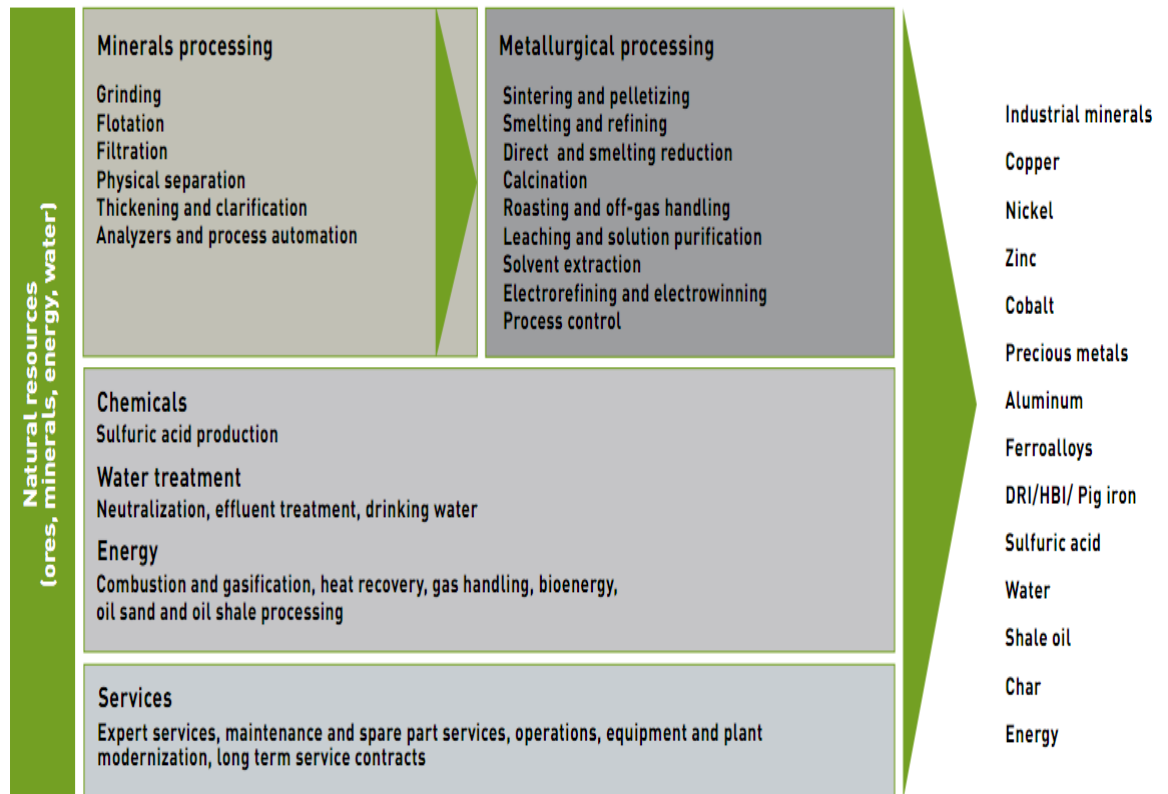 Natural resources
(ores, minerals, energy, water)
Minerals processing
Grinding
Flotation
Filtration
Physical separation
Thickening and clarification
Analyzers and process automation
Metallurgical processing
Sintering and pelletizing
Smelting and refining
Direct and smelting reduction
Calcination
Roasting and off-gas handling
Leaching and solution purification
Solvent extraction
Electrorefining and electrowinning
Process control
Chemicals
Sulfuric acid production
Water treatment
Neutralization, effluent treatment, drinking water
Energy
Combustion and gasification, heat recovery, gas handling, bioenergy,
oil sand and oil shale processing
Services
Expert services, maintenance and spare part services, operations, equipment and plant
modernization, long term service contracts
Industrial minerals
Copper
Nickel
Zinc
Cobalt
Precious metals
Aluminum
Ferroalloys
DRI/HBI/ Pig iron
Sulfuric acid
Water
Shale oil
Char
Energy